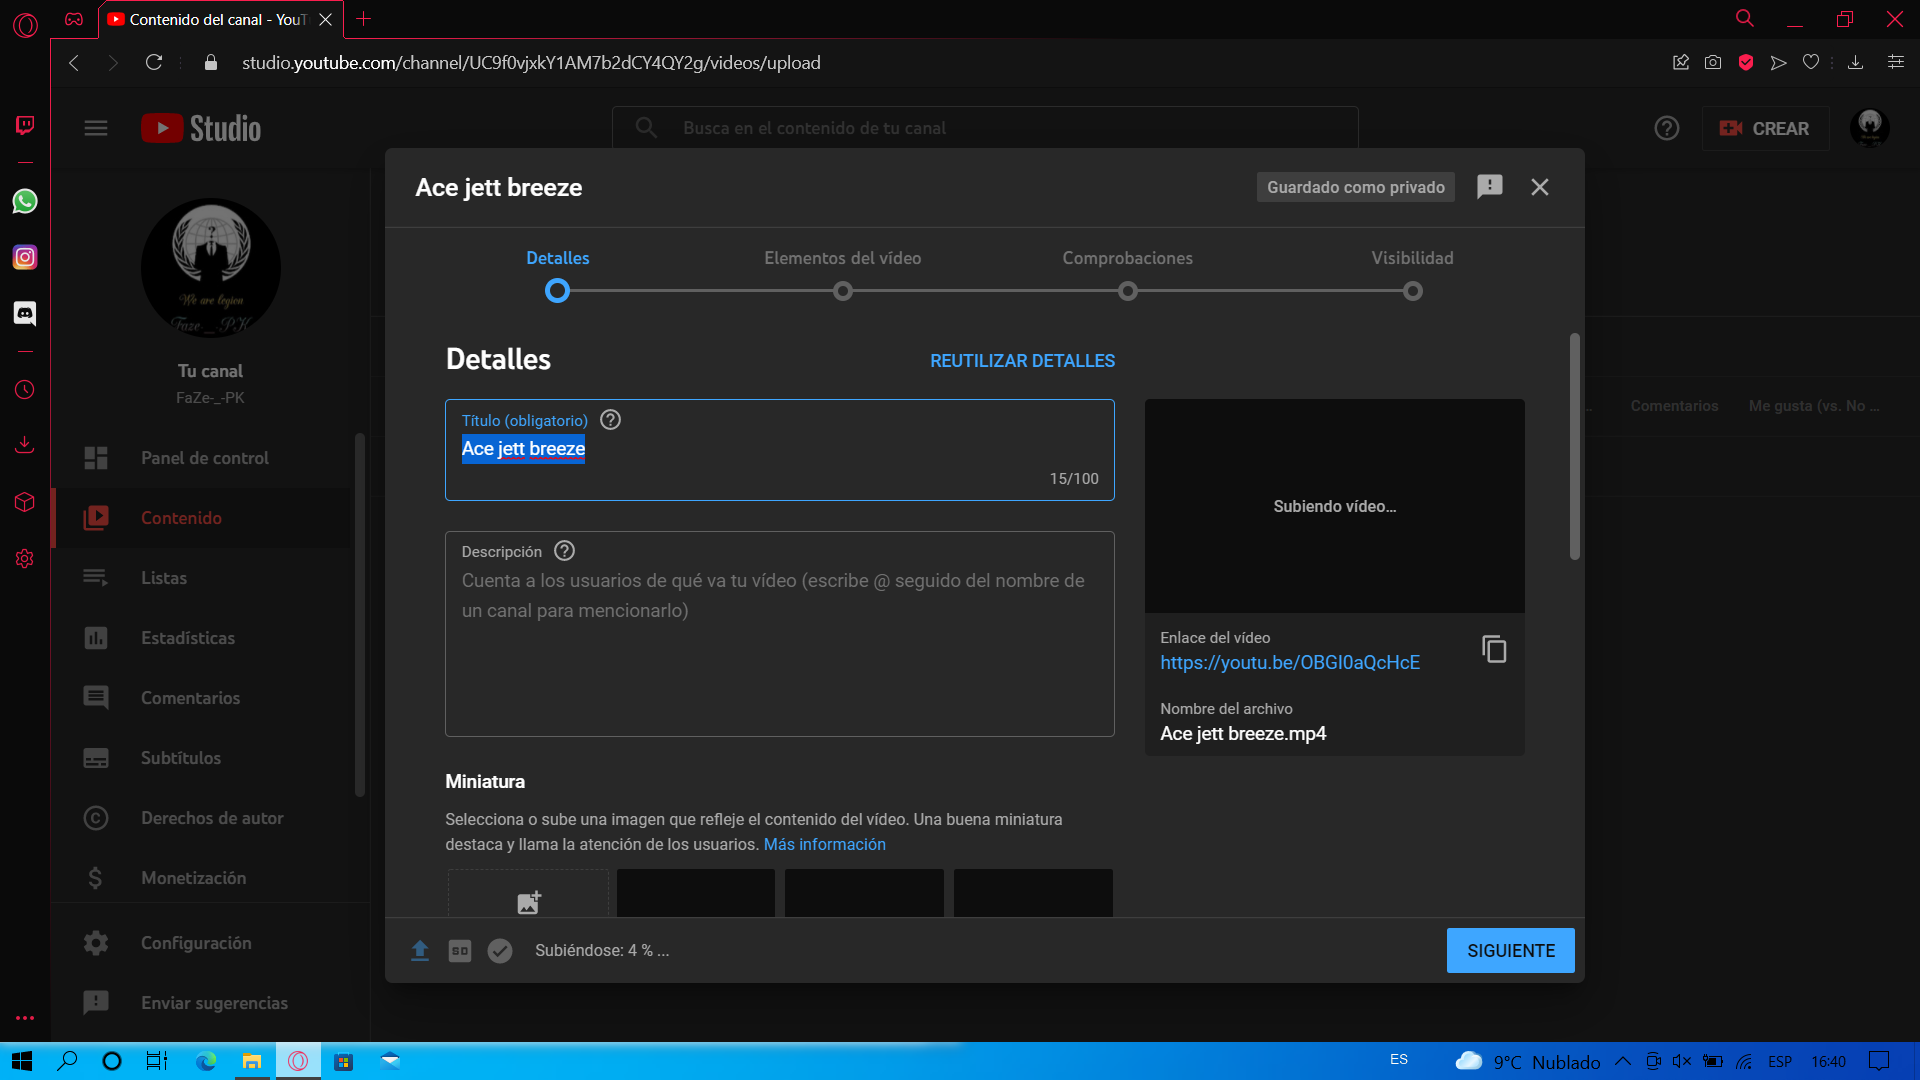 Contenido del canal - YouT
studio.youtube.com/channel/UC9f0vjxkY1AM7b2dCY4QY2g/videos/upload
Studio
Busca en el contenido de tu canal
CREAR
We are legion
Faze-_-PK
Tu canal
FaZe-_-PK
Panel de control
Contenido
Listas
Estadísticas
Comentarios
Subtítulos
Derechos de autor
Monetización
Configuración
Enviar sugerencias
Ace jett breeze
Guardado como privado
Detalles
Elementos del vídeo
Comprobaciones
Visibilidad
Detalles
REUTILIZAR DETALLES
Título (obligatorio)
Ace jett breeze
15/100
Descripción
Cuenta a los usuarios de qué va tu vídeo (escribe @ seguido del nombre de
un canal para mencionarlo)
Miniatura
Selecciona o sube una imagen que refleje el contenido del vídeo. Una buena miniatura
destaca y llama la atención de los usuarios. Más información
Subiendo vídeo...
Enlace del vídeo
https://youtu.be/OBGI0aQcHcE
Nombre del archivo
Ace jett breeze.mp4
... Comentarios Me gusta (vs. No ...
SD
Subiéndose: 4 % ...
SIGUIENTE
ES
9°C Nublado
ESP
16:40